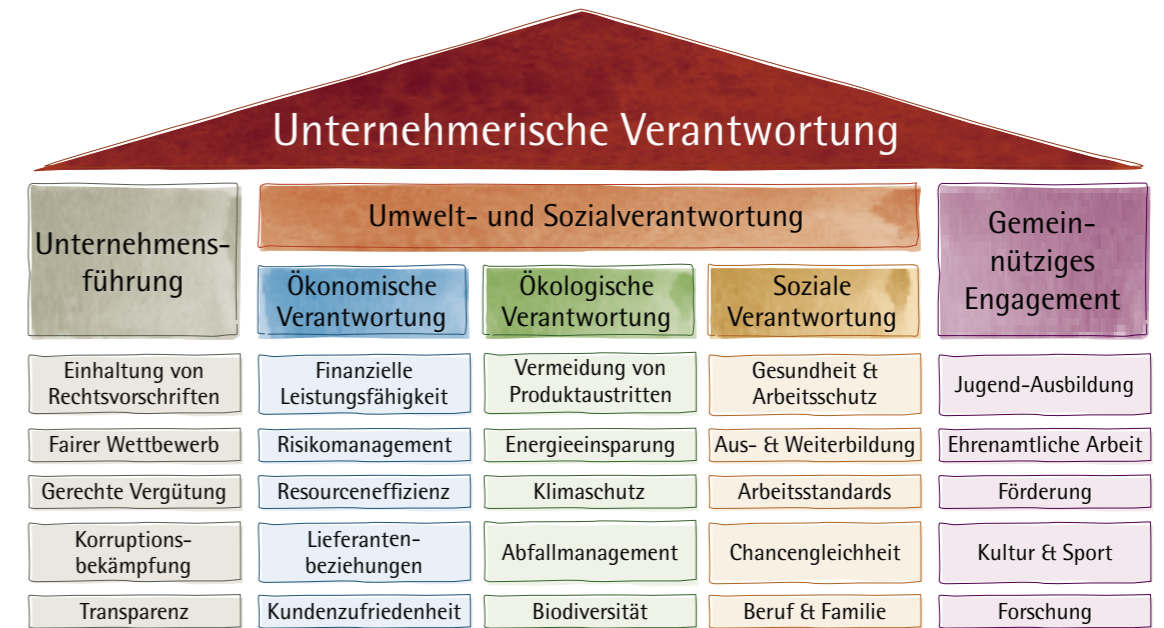 Unternehmerische Verantwortung
Unternehmens-
führung
Umwelt- und Sozialverantwortung
Gemein-
nütziges
Engagement
Ökonomische
Verantwortung
Ökologische
Verantwortung
Soziale
Verantwortung
Einhaltung von
Rechtsvorschriften
Finanzielle
Leistungsfähigkeit
Vermeidung von
Produktaustritten
Gesundheit &
Arbeitsschutz
Jugend-Ausbildung
Fairer Wettbewerb
Risikomanagement
Energieeinsparung
Aus- & Weiterbildung
Ehrenamtliche Arbeit
Gerechte Vergütung
Resourceneffizienz
Klimaschutz
Arbeitsstandards
Förderung
Korruptions-
bekämpfung
Lieferanten-
beziehungen
Abfallmanagement
Chancengleichheit
Kultur & Sport
Transparenz
Kundenzufriedenheit
Biodiversität
Beruf & Familie
Forschung